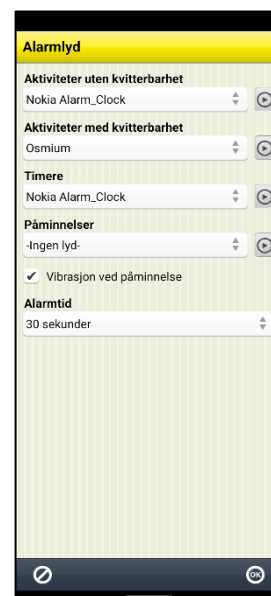 Alarmlyd
Aktiviteter uten kvitterbarhet
Nokia Alarm_Clock
Aktiviteter med kvitterbarhet
Osmium
Timere
Nokia Alarm_Clock
Påminnelser
-Ingen lyd-
Vibrasjon ved påminnelse
Alarmtid
30 sekunder
OK